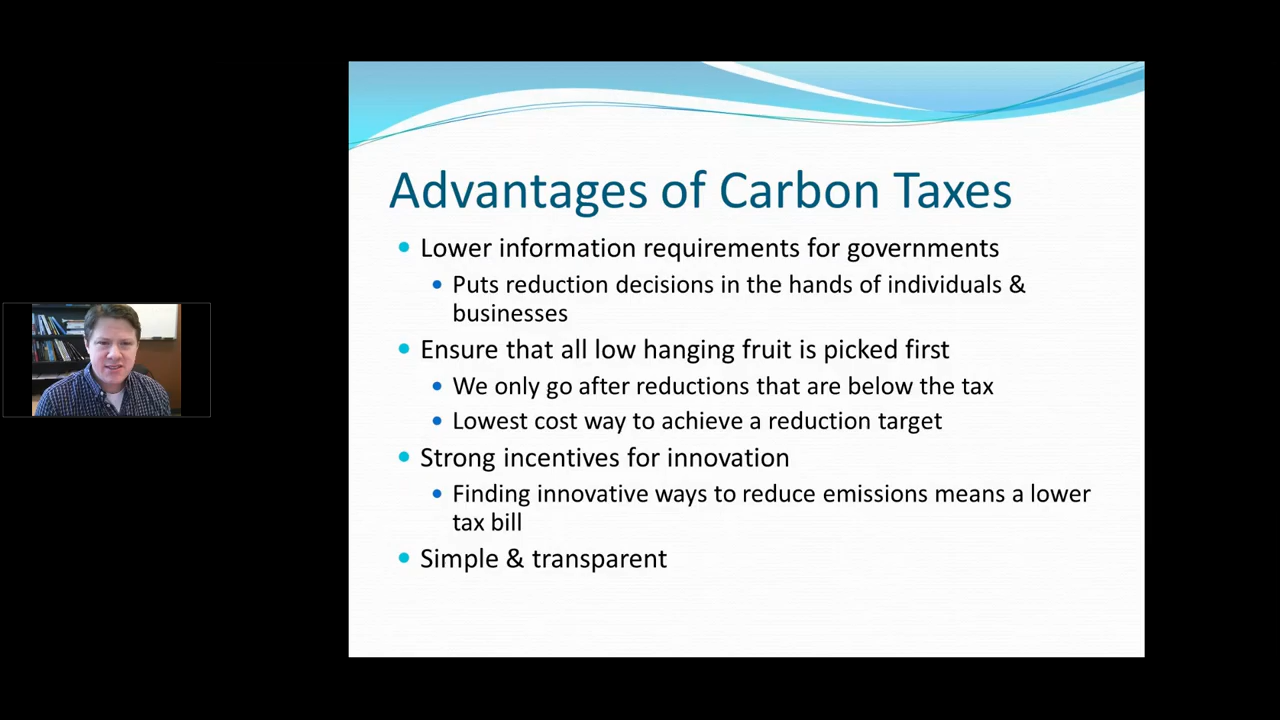 Advantages of Carbon Taxes
Lower information requirements for governments
Puts reduction decisions in the hands of individuals &
businesses
Ensure that all low hanging fruit is picked first
We only go after reductions that are below the tax
Lowest cost way to achieve a reduction target
Strong incentives for innovation
Finding innovative ways to reduce emissions means a lower
tax bill
Simple & transparent